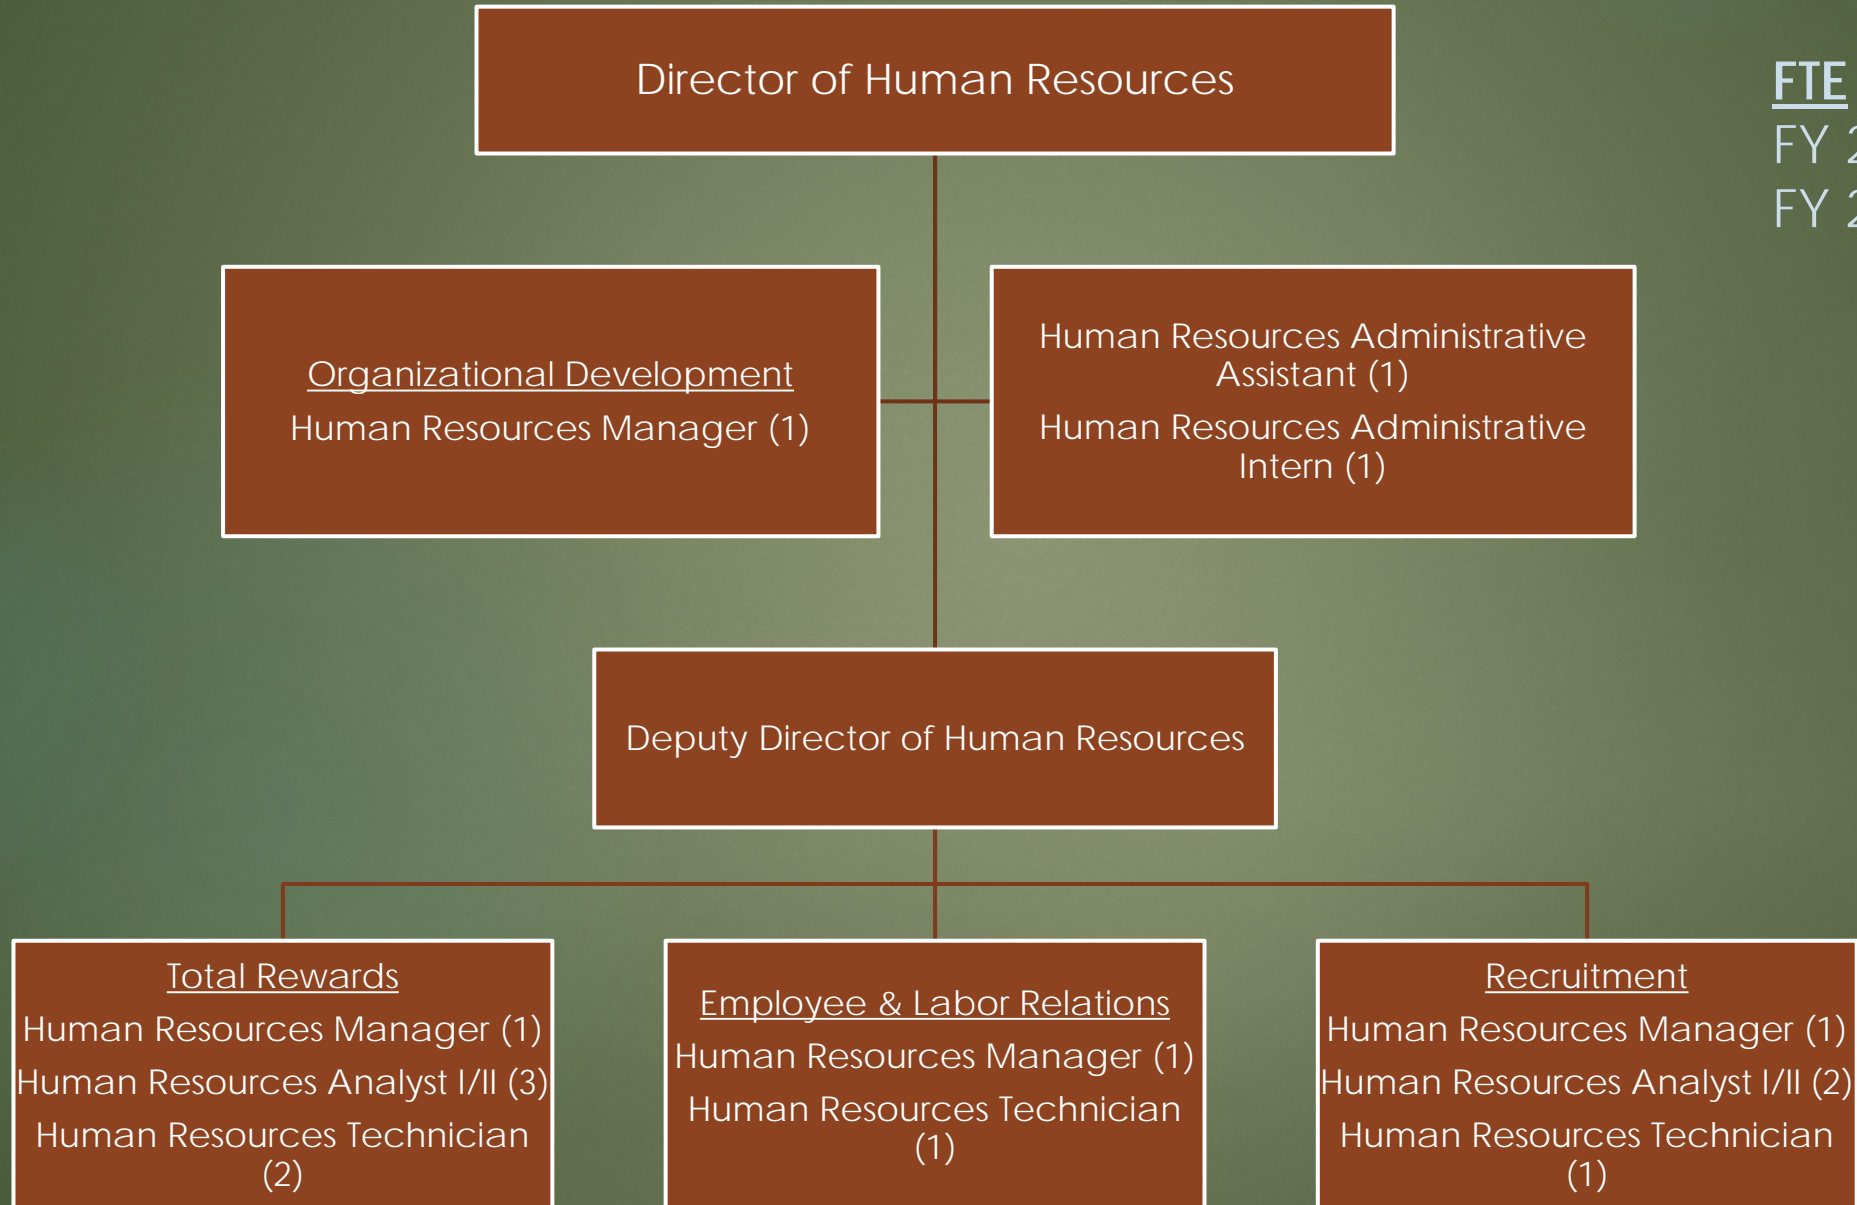 Director of Human Resources
FTE
FY 2
FY 2
Organizational Development
Human Resources Manager (1)
Human Resources Administrative
Assistant (1)
Human Resources Administrative
Intern (1)
Deputy Director of Human Resources
Total Rewards
Human Resources Manager (1)
Human Resources Analyst I/II (3)
Human Resources Technician
(2)
Employee & Labor Relations
Human Resources Manager (1)
Human Resources Technician
(1)
Recruitment
Human Resources Manager (1)
Human Resources Analyst I/II (2)
Human Resources Technician
(1)